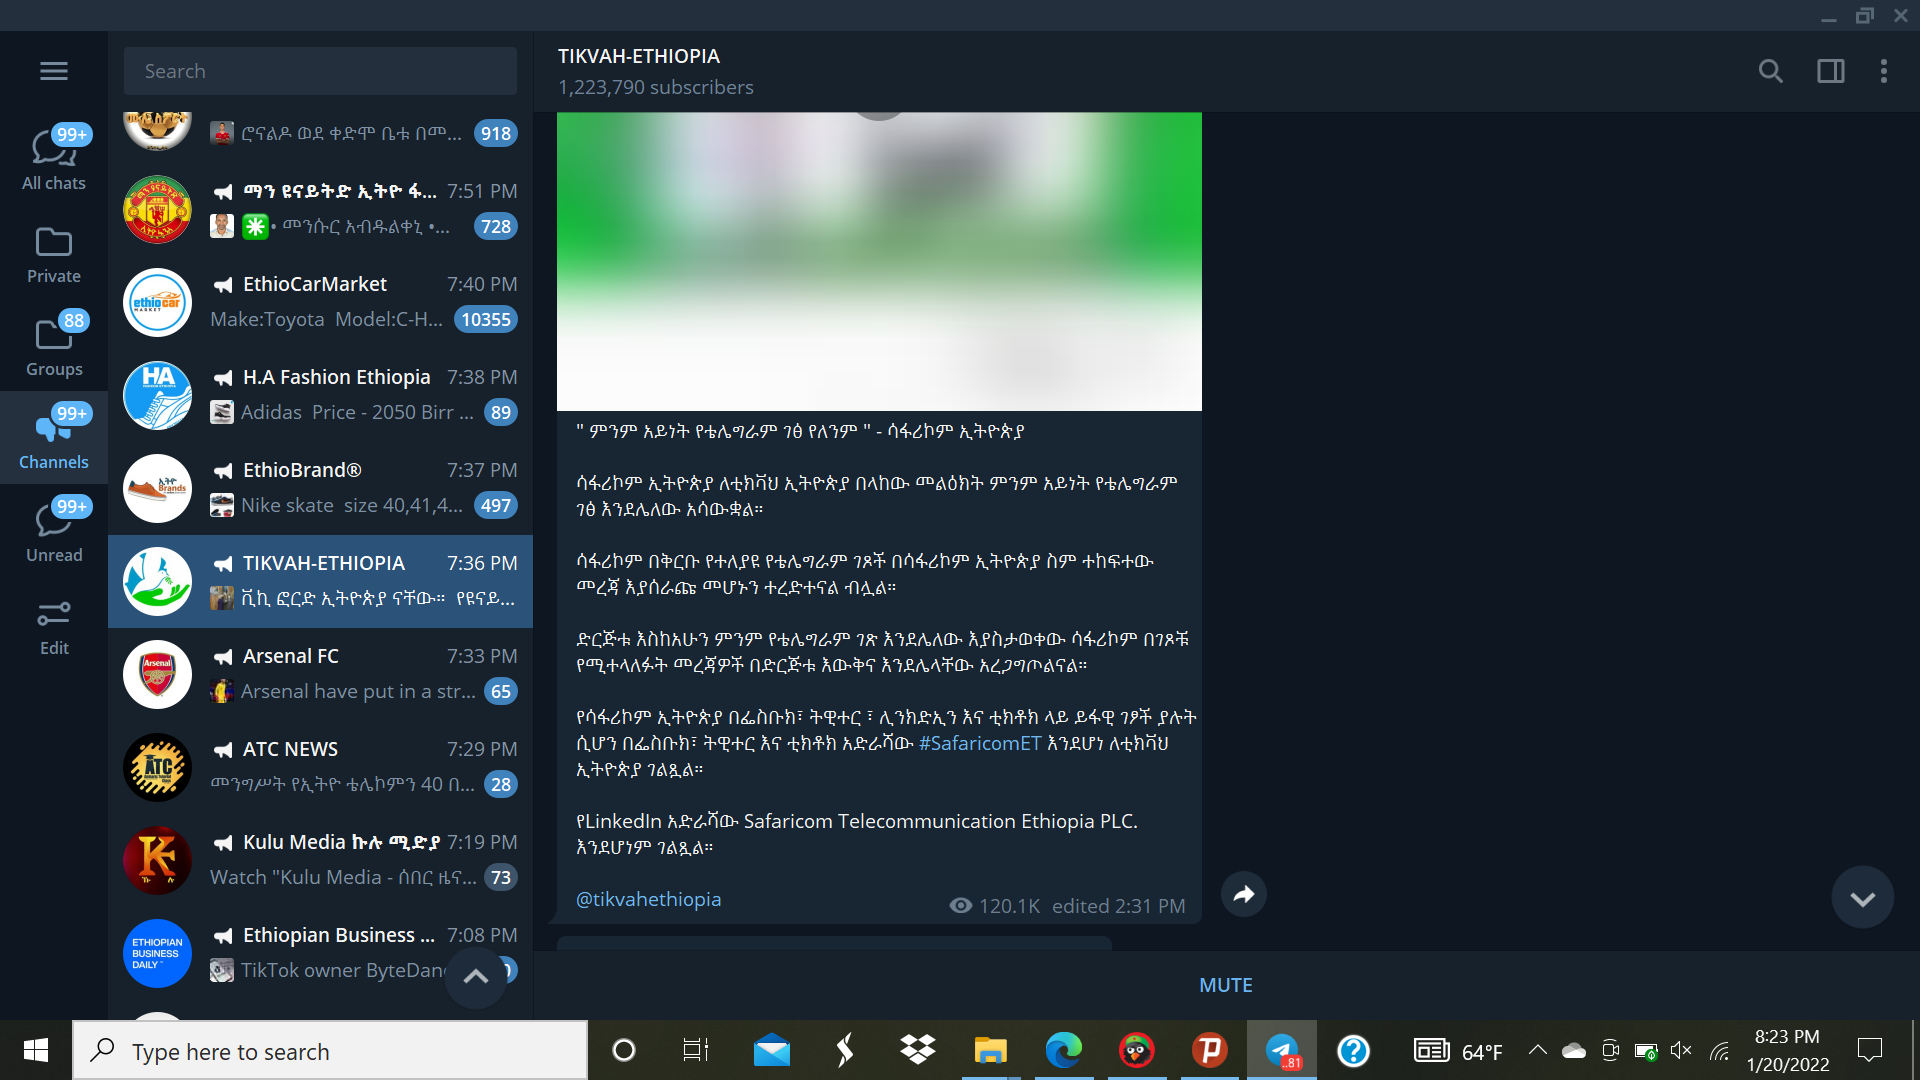 Search
TIKVAH-ETHIOPIA
1,223,790 subscribers
99+
All chats
Private
88
Groups
99+
Channels
99+
Unread
Edit
ሮናልዶ ወደ ቀድሞ ቤቱ በመ... 918
ማን ዩናይትድ ኢትዮ ፋ... 7:51 PM
• መንሱር አብዱልቀኒ •... 728
EthioCarMarket 7:40 PM
Make:Toyota Model:C-H... 10355
H.A Fashion Ethiopia 7:38 PM
Adidas Price - 2050 Birr ... 89
EthioBrand® 7:37 PM
Nike skate size 40,41,4... 497
TIKVAH-ETHIOPIA 7:36 PM
ቪኪ ፎርድ ኢትዮጵያ ናቸው። የዩናይ...
Arsenal FC 7:33 PM
Arsenal have put in a str... 65
ATC NEWS 7:29 PM
መንግሥት የኢትዮ ቴሌኮምን 40 በ... 28
Kulu Media ኩሉ ሚድያ 7:19 PM
Watch "Kulu Media - ሰበር ዜና... 73
Ethiopian Business ... 7:08 PM
TikTok owner ByteDan
" ምንም አይነት የቴሌግራም ገፅ የለንም " - ሳፋሪኮም ኢትዮጵያ
ሳፋሪኮም ኢትዮጵያ ለቲክቫህ ኢትዮጵያ በላከው መልዕክት ምንም አይነት የቴሌግራም
ገፅ እንደሌለው አሳውቋል።
ሳፋሪኮም በቅርቡ የተለያዩ የቴሌግራም ገጾች በሳፋሪኮም ኢትዮጵያ ስም ተከፍተው
መረጃ እያሰራጩ መሆኑን ተረድተናል ብሏል።
ድርጅቱ እስከአሁን ምንም የቴሌግራም ገጽ እንደሌለው እያስታወቀው ሳፋሪኮም በገጾቹ
የሚተላለፉት መረጃዎች በድርጅቱ እውቅና እንደሌላቸው አረጋግጦልናል።
የሳፋሪኮም ኢትዮጵያ በፌስቡክ፣ ትዊተር ፣ ሊንክድኢን እና ቲክቶክ ላይ ይፋዊ ገፆች ያሉት
ሲሆን በፌስቡክ፣ ትዊተር እና ቲክቶክ አድራሻው #SafaricomET እንደሆነ ለቲክቫህ
ኢትዮጵያ ገልጿል።
የLinkedIn አድራሻው Safaricom Telecommunication Ethiopia PLC.
እንደሆነም ገልጿል።
@tikvahethiopia
120.1K edited 2:31 PM
MUTE
Type here to search
..81
64°F
8:23 PM
1/20/2022